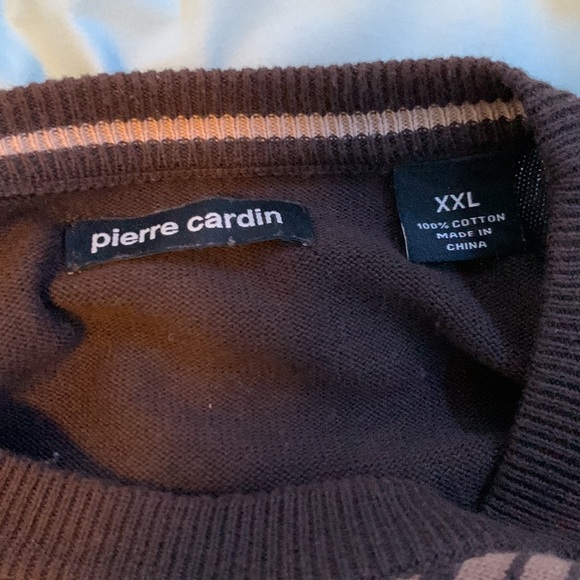 pierre cardin
XXL
100% COTTON
MADE IN
CHINA